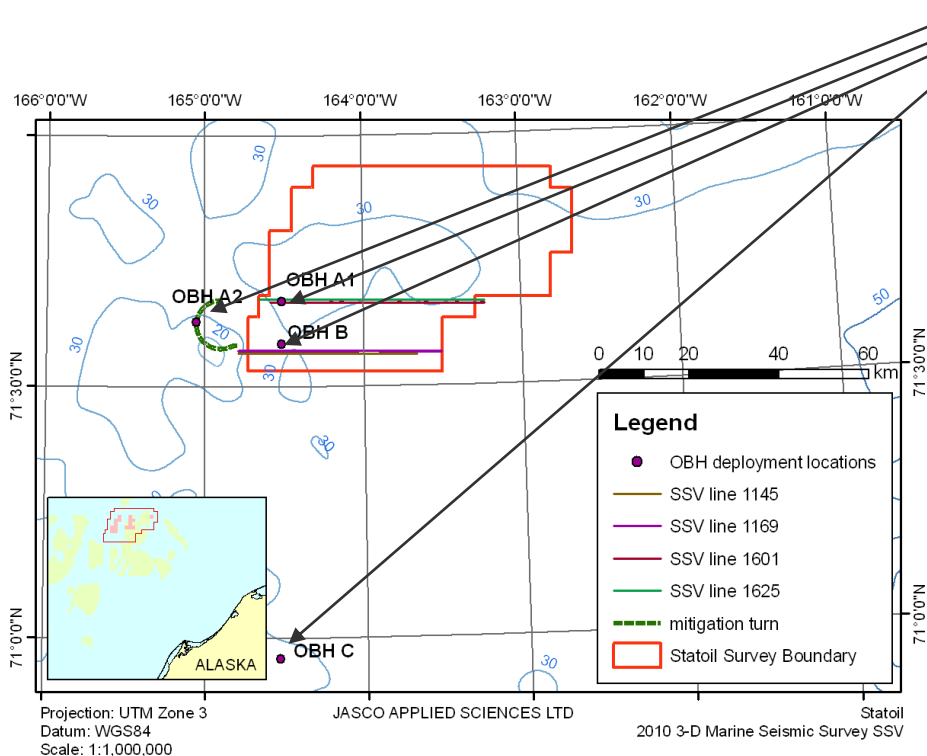 166°0'0"W 165°0'0"W 164°0'0"W 163°0'0"W 162°0'0"W 161°0'0"W
30
30
30
30
50
OBH A1
OBH A2
20
OBH B
30
30
0 10 20 40 60
km
71°30'0"N
71°30'0"N
30
Legend
OBH deployment locations
SSV line 1145
SSV line 1169
SSV line 1601
SSV line 1625
mitigation turn
Statoil Survey Boundary
71°0'0"N
71°0'0"N
OBH C
30
ALASKA
Projection: UTM Zone 3
Datum: WGS84
Scale: 1:1,000,000
JASCO APPLIED SCIENCES LTD
Statoil
2010 3-D Marine Seismic Survey SSV